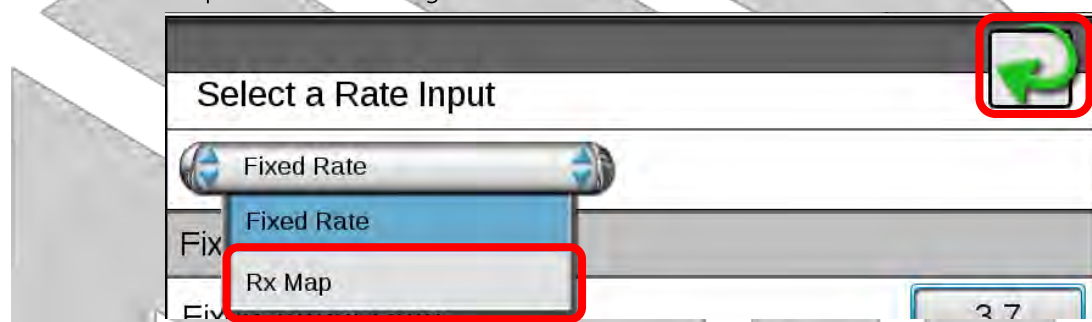 Select a Rate Input
Fixed Rate
Fixed Rate
Fix
Rx Map
3.7